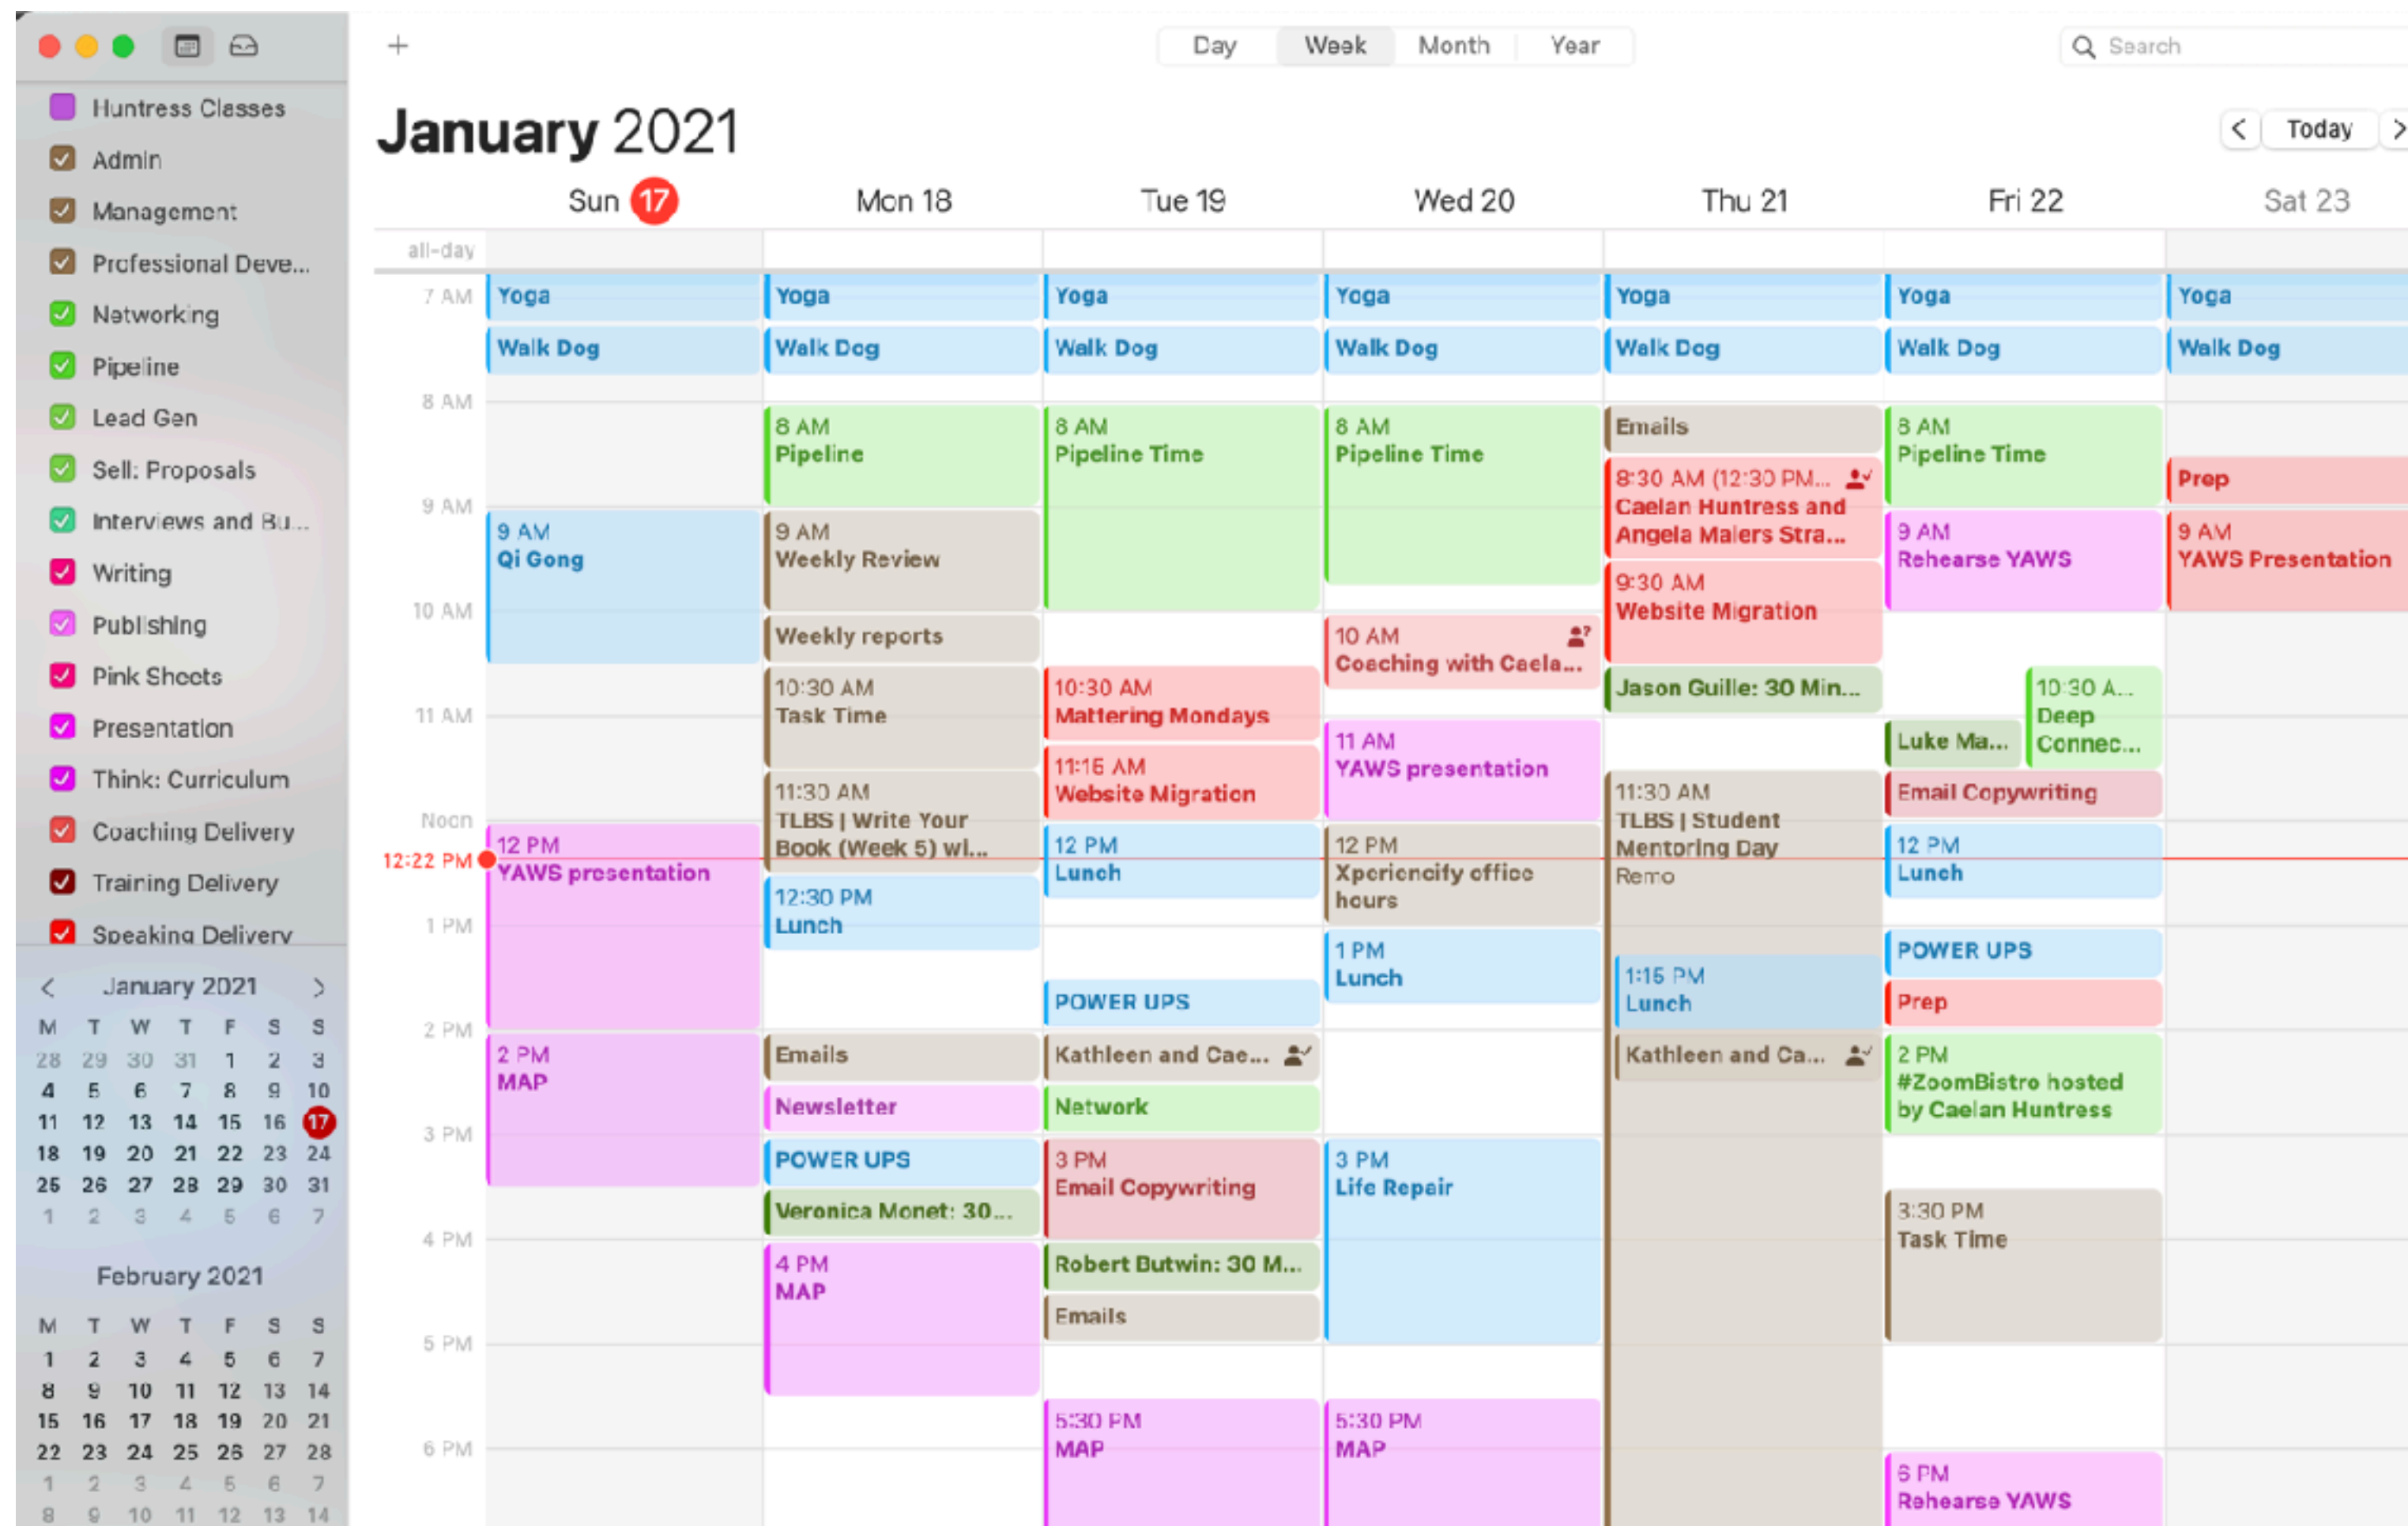 Day Week Month Year
Search
Huntress Classes
Admin
Management
Professional Deve...
Networking
Pipeline
Lead Gen
Sell: Proposals
Interviews and Bu...
Writing
Publishing
Pink Sheets
Presentation
Think: Curriculum
Coaching Delivery
Training Delivery
Speaking Delivery
January 2021
M T W T F S S
28 29 30 31 1 2 3
4 5 6 7 8 9 10
11 12 13 14 15 16 17
18 19 20 21 22 23 24
25 26 27 28 29 30 31
1 2 3 4 5 6 7
February 2021
M T W T F S S
1 2 3 4 5 6 7
8 9 10 11 12 13 14
15 16 17 18 19 20 21
22 23 24 25 26 27 28
1 2 3 4 5 6 7
8 9 10 11 12 13 14
January 2021
Today
Sun 17
Mon 18
Tue 19
Wed 20
Thu 21
Fri 22
Sat 23
all-day
7 AM
8 AM
9 AM
10 AM
11 AM
Noon
12:22 PM
1 PM
2 PM
3 PM
4 PM
5 PM
6 PM
Yoga
Walk Dog
9 AM
Qi Gong
12 PM
YAWS presentation
2 PM
MAP
Yoga
Walk Dog
8 AM
Pipeline
9 AM
Weekly Review
Weekly reports
10:30 AM
Task Time
11:30 AM
TLBS | Write Your
Book (Week 5) wi...
12:30 PM
Lunch
Emails
Newsletter
POWER UPS
Veronica Monet: 30...
4 PM
MAP
Yoga
Walk Dog
8 AM
Pipeline Time
10:30 AM
Mattering Mondays
11:15 AM
Website Migration
12 PM
Lunch
POWER UPS
Kathleen and Cae...
Network
3 PM
Email Copywriting
Robert Butwin: 30 M...
Emails
5:30 PM
MAP
Yoga
Walk Dog
8 AM
Pipeline Time
10 AM
Coaching with Caela...
11 AM
YAWS presentation
12 PM
Xperiencify office
hours
1 PM
Lunch
3 PM
Life Repair
5:30 PM
MAP
Yoga
Walk Dog
Emails
8:30 AM (12:30 PM...
Caelan Huntress and
Angela Malers Stra...
9:30 AM
Website Migration
Jason Guille: 30 Min...
11:30 AM
TLBS | Student
Mentoring Day
Remo
1:15 PM
Lunch
Kathleen and Ca...
Yoga
Walk Dog
8 AM
Pipeline Time
9 AM
Rehearse YAWS
10:30 A...
Deep
Connec...
Luke Ma...
Email Copywriting
12 PM
Lunch
POWER UPS
Prep
2 PM
#ZoomBistro hosted
by Caelan Huntress
3:30 PM
Task Time
6 PM
Rehearse YAWS
Yoga
Walk Dog
Prep
9 AM
YAWS Presentation